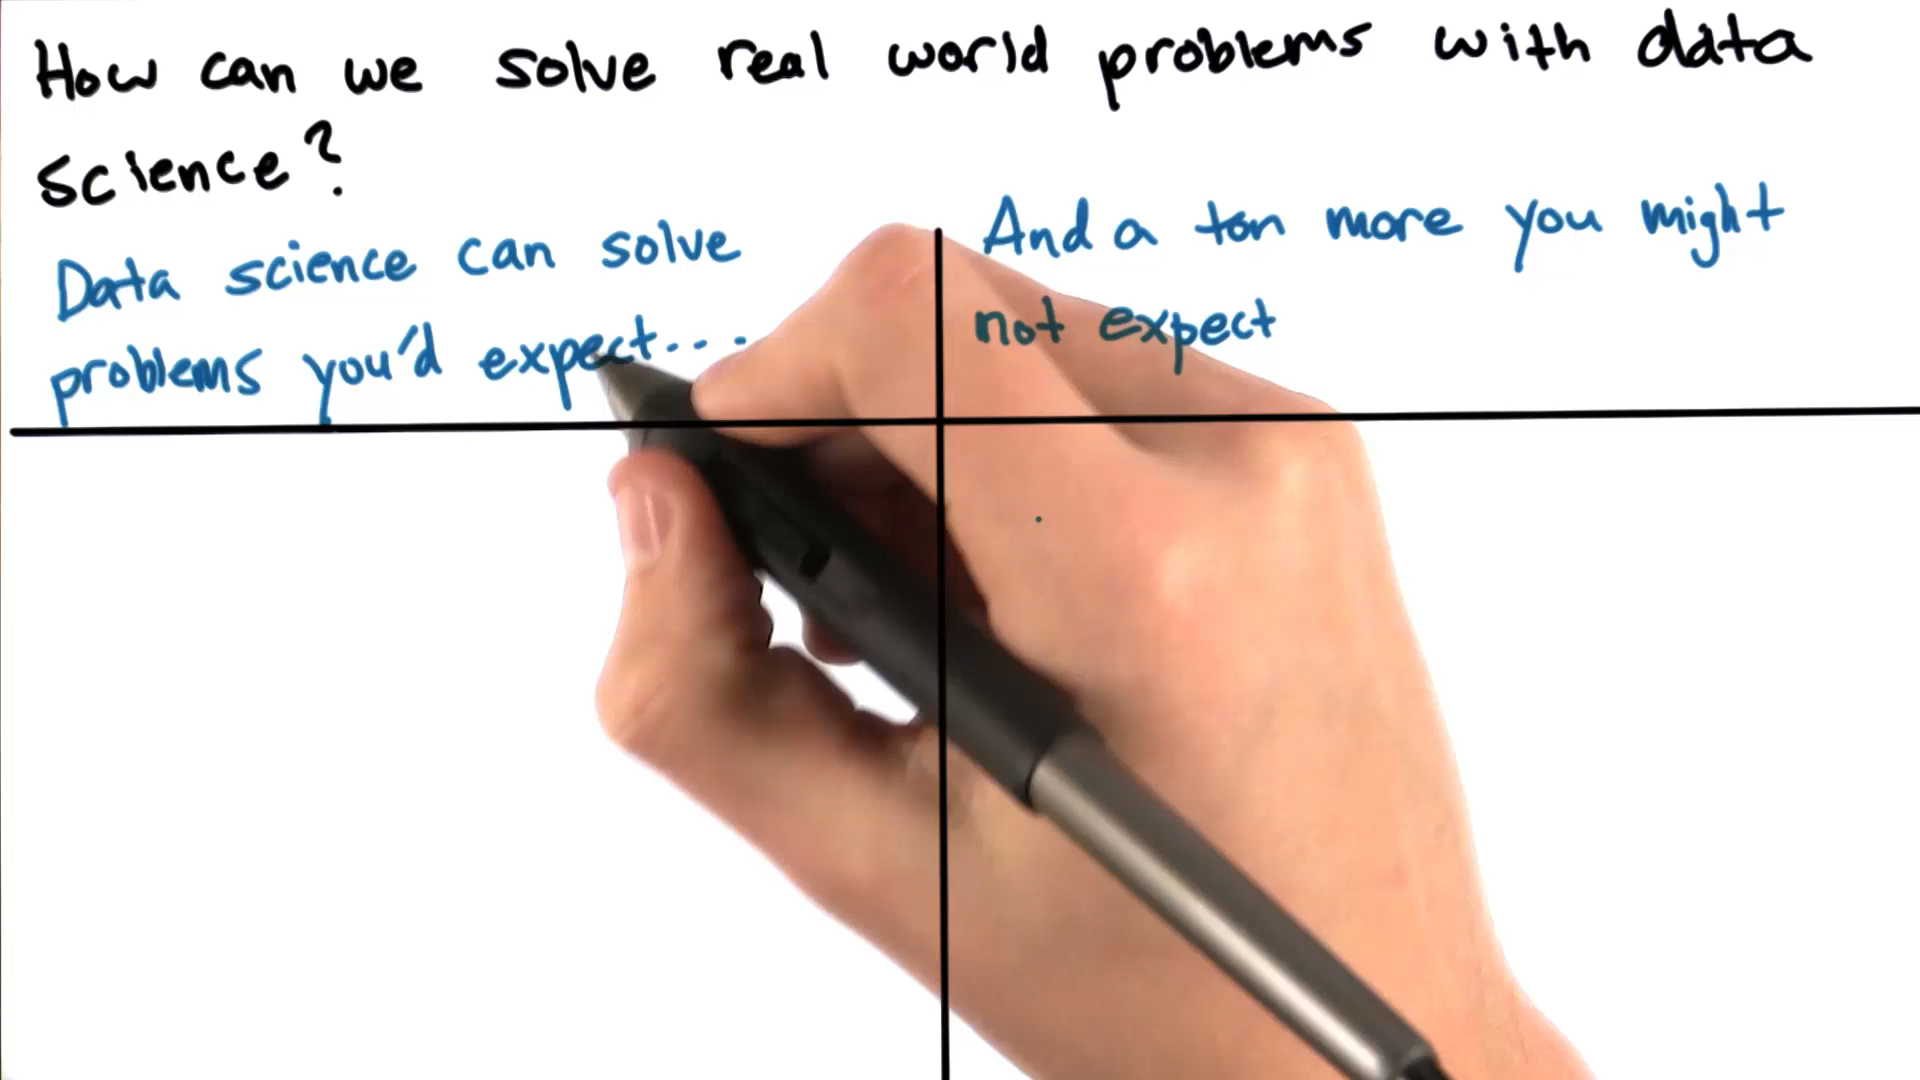 How can we solve real world problems with data
science?
Data science can solve
problems you'd expect...
And a ton more you might
not expect